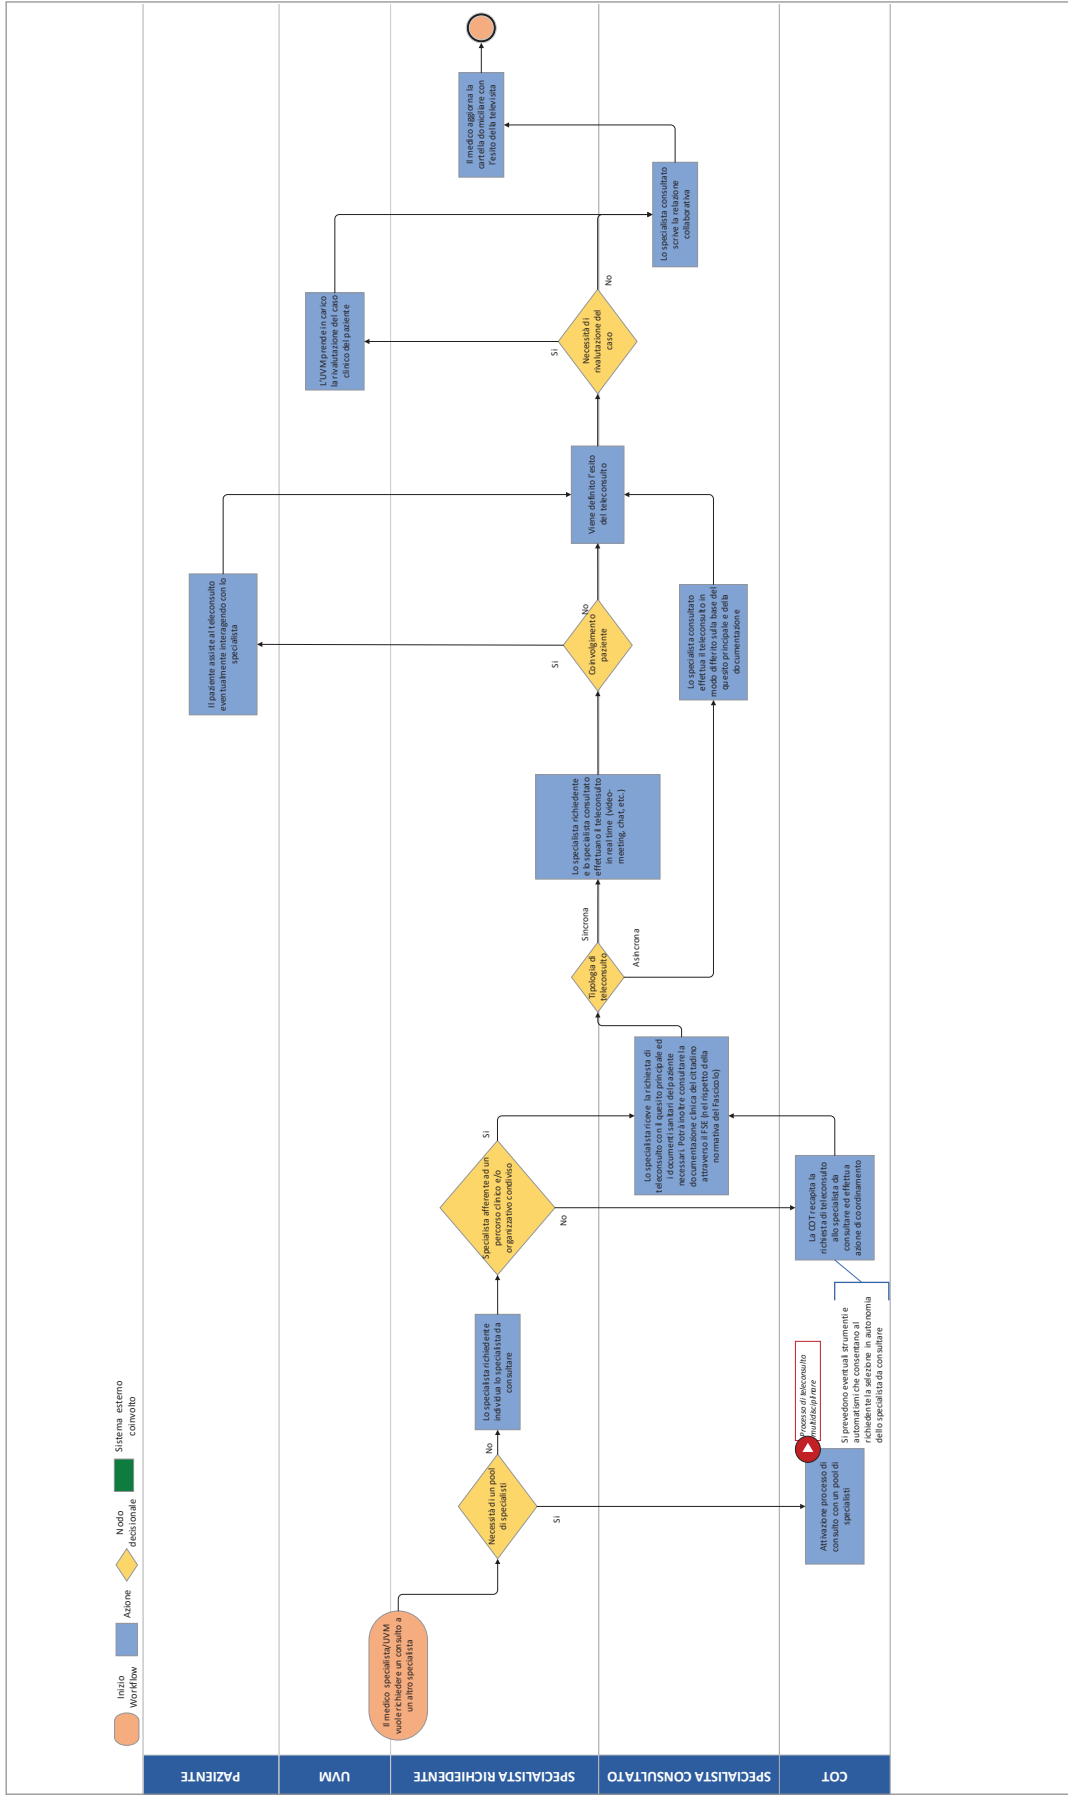 Inizio
Workflow
Azione
Nodo
decisionale
Sistema esterno
coinvolto
PAZIENTE
UVM
SPECIALISTA RICHIEDENTE
SPECIALISTA CONSULTATO
COT
Il medico specialista/UVM
vuole richiedere un consulto a
un altro specialista
Necessità di un pool
di specialisti
Si
No
Attivazione processo di
consulto con un pool di
specialisti
Processo di teleconsulto
multidisciplinare
Lo specialista richiedente
individua lo specialista da
consultare
Specialista afferente ad un
percorso clinico e/o
organizzativo condiviso
Si
No
La COT recapita la
richiesta di teleconsulto
allo specialista da
consultare ed effettua
azione di coordinamento
Si prevedono eventuali strumenti e
automatismi che consentano al
richiedente la selezione in autonomia
dello specialista da consultare
Lo specialista riceve la richiesta di
teleconsulto con il quesito principale ed
i documenti sanitari del paziente
necessari. Potrà inoltre consultare la
documentazione clinica del cittadino
attraverso il FSE (nel rispetto della
normativa del Fascicolo)
Tipologia di
teleconsulto
Sincrona
Asincrona
Lo specialista richiedente
e lo specialista consultato
effettuano il teleconsulto
in real time (video-
meeting, chat, etc.)
Coinvolgimento
paziente
Si
No
Il paziente assiste al teleconsulto
eventualmente interagendo con lo
specialista
Lo specialista consultato
effettua il teleconsulto in
modo differito sulla base del
quesito principale e della
documentazione
Viene definito l'esito
del teleconsulto
Necessità di
rivalutazione del
caso
Si
No
L'UVM prende in carico
la rivalutazione del caso
clinico del paziente
Lo specialista consultato
scrive la relazione
collaborativa
Il medico aggiorna la
cartella domiciliare con
l'esito della televisita